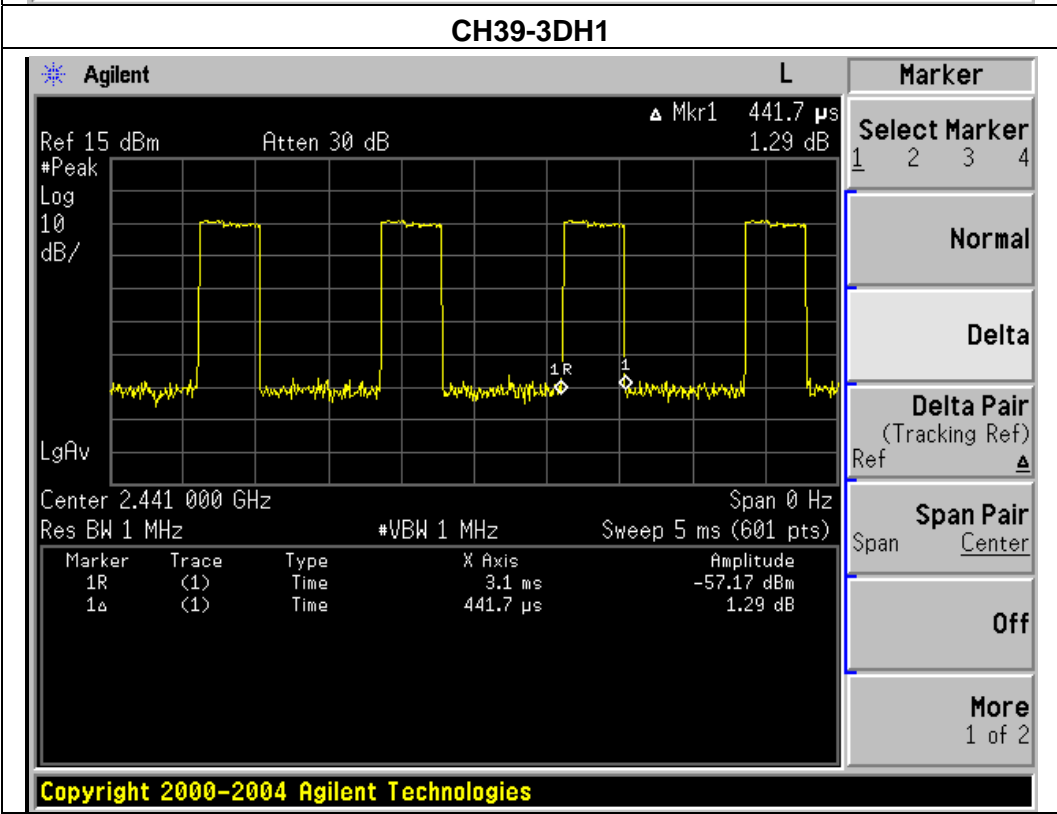 CH39-3DH1
Agilent L Marker
Δ Mkr1 441.7 µs
Ref 15 dBm Atten 30 dB 1.29 dB
#Peak
Log
10
dB/
1R 1
LgAv
Center 2.441 000 GHz Span 0 Hz
Res BW 1 MHz #VBW 1 MHz Sweep 5 ms (601 pts)
Marker Trace Type X Axis Amplitude
1R (1) Time 3.1 ms -57.17 dBm
1Δ (1) Time 441.7 µs 1.29 dB
Select Marker
1 2 3 4
Normal
Delta
Delta Pair
(Tracking Ref)
Ref Δ
Span Pair
Span Center
Off
More
1 of 2
Copyright 2000-2004 Agilent Technologies